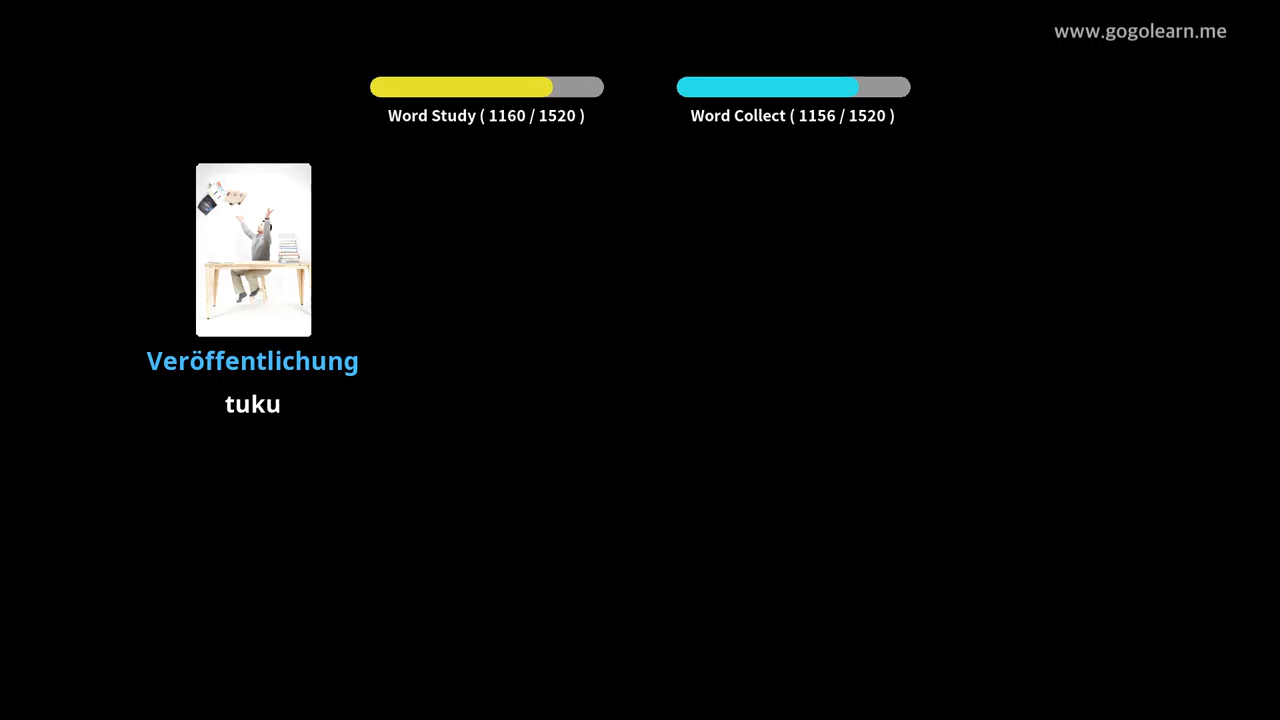 www.gogolearn.me
Word Study ( 1160 / 1520 )
Word Collect ( 1156 / 1520 )
Veröffentlichung
tuku